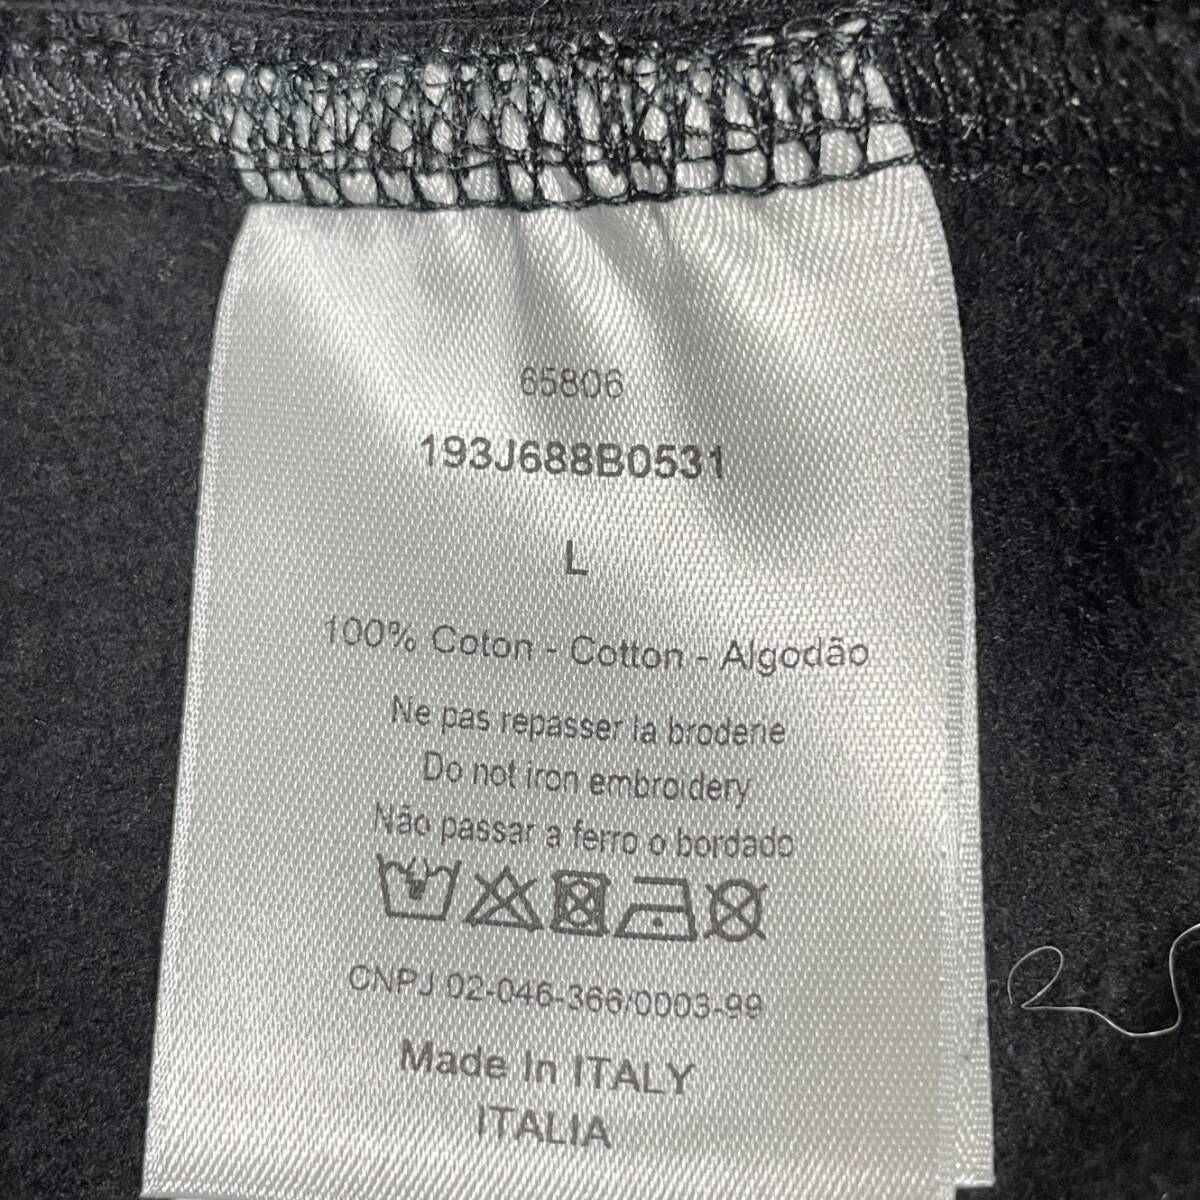 65806
193J688B0531
L
100% Coton - Cotton - Algodão
Ne pas repasser la broderie
Do not iron embroidery
Não passar a ferro o bordado
CNPJ 02-046-366/0003-99
Made In ITALY
ITALIA